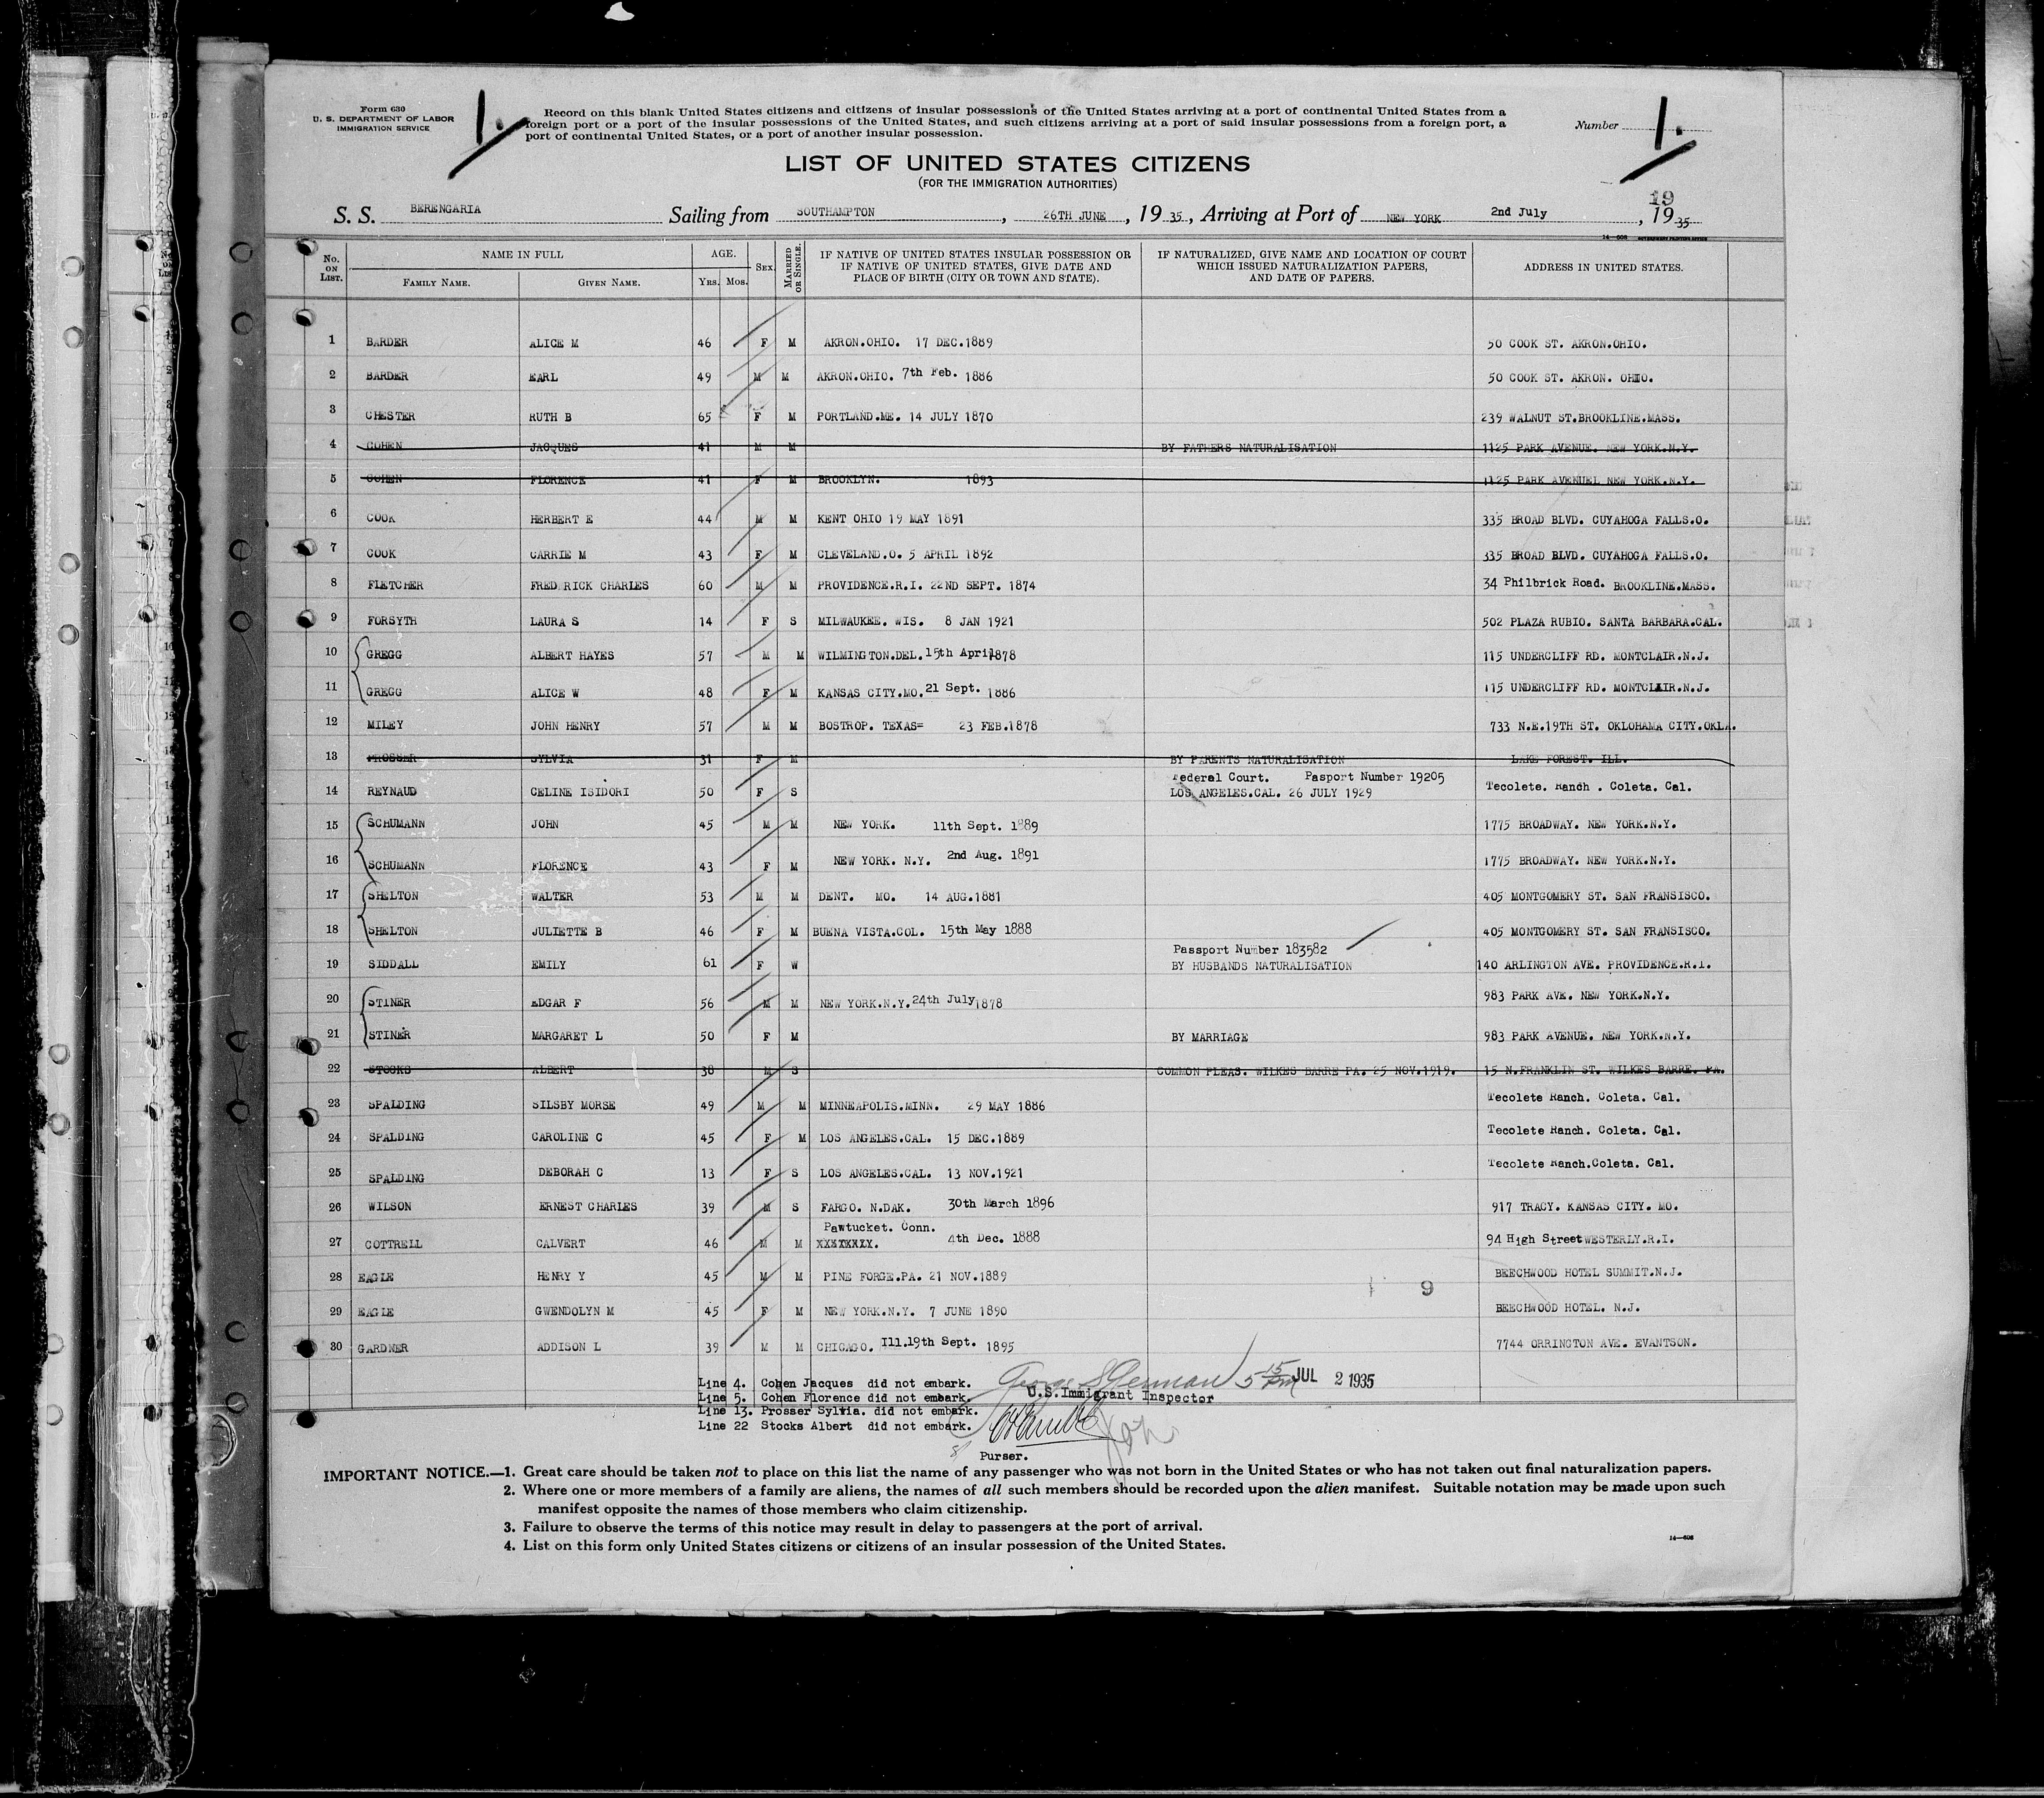 Form 630
U. S. DEPARTMENT OF LABOR
IMMIGRATION SERVICE
1.
Record on this blank United States citizens and citizens of insular possessions of the United States arriving at a port of continental United States from a
foreign port or a port of the insular possessions of the United States, and such citizens arriving at a port of said insular possessions from a foreign port, a
port of continental United States, or a port of another insular possession.
Number 1.
LIST OF UNITED STATES CITIZENS
(FOR THE IMMIGRATION AUTHORITIES)
19
S. S. BERENGARIA Sailing from SOUTHAMPTON, 26TH JUNE, 19 35, Arriving at Port of NEW YORK 2nd July, 19 35
No. ON LIST. NAME IN FULL FAMILY NAME. GIVEN NAME. AGE. YRS. MOS. SEX. MARRIED OR SINGLE. IF NATIVE OF UNITED STATES INSULAR POSSESSION OR IF NATIVE OF UNITED STATES, GIVE DATE AND PLACE OF BIRTH (CITY OR TOWN AND STATE). IF NATURALIZED, GIVE NAME AND LOCATION OF COURT WHICH ISSUED NATURALIZATION PAPERS, AND DATE OF PAPERS. ADDRESS IN UNITED STATES.
1 BARDER ALICE M 46 F M AKRON.OHIO. 17 DEC.1889 50 COOK ST. AKRON.OHIO.
2 BARDER EARL 49 M M AKRON.OHIO. 7th Feb. 1886 50 COOK ST. AKRON. OHIO.
3 CHESTER RUTH B 65 F M PORTLAND.ME. 14 JULY 1870 239 WALNUT ST.BROOKLINE.MASS.
4 COHEN JACQUES 41 M M BY FATHERS NATURALISATION 1125 PARK AVENUE. NEW YORK.N.Y.
5 COHEN FLORENCE 41 F M BROOKLYN. 1893 1125 PARK AVENUEL NEW YORK.N.Y.
6 COOK HERBERT E 44 M M KENT OHIO 19 MAY 1891 335 BROAD BLVD. CUYAHOGA FALLS.O.
7 COOK CARRIE M 43 F M CLEVELAND.O. 5 APRIL 1892 335 BROAD BLVD. CUYAHOGA FALLS.O.
8 FLETCHER FRED RICK CHARLES 60 M M PROVIDENCE.R.I. 22ND SEPT. 1874 34 Philbrick Road. BROOKLINE.MASS.
9 FORSYTH LAURA S 14 F S MILWAUKEE. WIS. 8 JAN 1921 502 PLAZA RUBIO. SANTA BARBARA.CAL.
10 GREGG ALBERT HAYES 57 M M WILMINGTON.DEL. 15th April 1878 115 UNDERCLIFF RD. MONTCLAIR.N.J.
11 GREGG ALICE W 48 F M KANSAS CITY.MO. 21 Sept. 1886 115 UNDERCLIFF RD. MONTCLAIR.N.J.
12 MILEY JOHN HENRY 57 M M BOSTROP. TEXAS= 23 FEB.1878 733 N.E.19TH ST. OKLOHAMA CITY.OKLA.
13 PROSSER SYLVIA 31 F M BY PARENTS NATURALISATION LAKE FOREST. ILL.
Federal Court. Pasport Number 19205
14 REYNAUD CELINE ISIDORI 50 F S LOS ANGELES.CAL. 26 JULY 1929 Tecolete. Ranch . Coleta. Cal.
15 SCHUMANN JOHN 45 M M NEW YORK. 11th Sept. 1889 1775 BROADWAY. NEW YORK.N.Y.
16 SCHUMANN FLORENCE 43 F M NEW YORK. N.Y. 2nd Aug. 1891 1775 BROADWAY. NEW YORK.N.Y.
17 SHELTON WALTER 53 M M DENT. MO. 14 AUG.1881 405 MONTGOMERY ST. SAN FRANSISCO.
18 SHELTON JULIETTE B 46 F M BUENA VISTA.COL. 15th May 1888 405 MONTGOMERY ST. SAN FRANSISCO.
Passport Number 183582
19 SIDDALL EMILY 61 F W BY HUSBANDS NATURALISATION 140 ARLINGTON AVE. PROVIDENCE.R.I.
20 STINER EDGAR F 56 M M NEW YORK.N.Y. 24th July 1878 983 PARK AVE. NEW YORK.N.Y.
21 STINER MARGARET L 50 F M BY MARRIAGE 983 PARK AVENUE. NEW YORK.N.Y.
22 STOCKS ALBERT 38 M S COMMON PLEAS. WILKES BARRE PA. 25 NOV.1919. 15 N.FRANKLIN ST. WILKES BARRE. PA.
23 SPALDING SILSBY MORSE 49 M M MINNEAPOLIS.MINN. 29 MAY 1886 Tecolete Ranch. Coleta. Cal.
24 SPALDING CAROLINE C 45 F M LOS ANGELES.CAL. 15 DEC.1889 Tecolete Ranch. Coleta. Cal.
25 SPALDING DEBORAH C 13 F S LOS ANGELES.CAL. 13 NOV.1921 Tecolete Ranch.Coleta. Cal.
26 WILSON ERNEST CHARLES 39 M S FARGO. N.DAK. 30th March 1896 917 TRACY. KANSAS CITY. MO.
Pawtucket. Conn.
27 COTTRELL CALVERT 46 M M XXXXXXXX. 4th Dec. 1888 94 High Street WESTERLY.R.I.
28 EAGLE HENRY Y 45 M M PINE FORGE.PA. 21 NOV.1889 BEECHWOOD HOTEL SUMMIT.N.J.
9
29 EAGLE GWENDOLYN M 45 F M NEW YORK.N.Y. 7 JUNE 1890 BEECHWOOD HOTEL. N.J.
30 GARDNER ADDISON L 39 M M CHICAGO. Ill.19th Sept. 1895 7744 ORRINGTON AVE. EVANTSON.
Line 4. Cohen Jacques did not embark.
Line 5. Cohen Florence did not embark.
Line 13. Prosser Sylvia. did not embark.
Line 22 Stocks Albert did not embark.
5 15 pm JUL 2 1935
U.S.Immigrant Inspector
Purser.
IMPORTANT NOTICE.—1. Great care should be taken not to place on this list the name of any passenger who was not born in the United States or who has not taken out final naturalization papers.
2. Where one or more members of a family are aliens, the names of all such members should be recorded upon the alien manifest. Suitable notation may be made upon such
manifest opposite the names of those members who claim citizenship.
3. Failure to observe the terms of this notice may result in delay to passengers at the port of arrival.
4. List on this form only United States citizens or citizens of an insular possession of the United States.
14—608